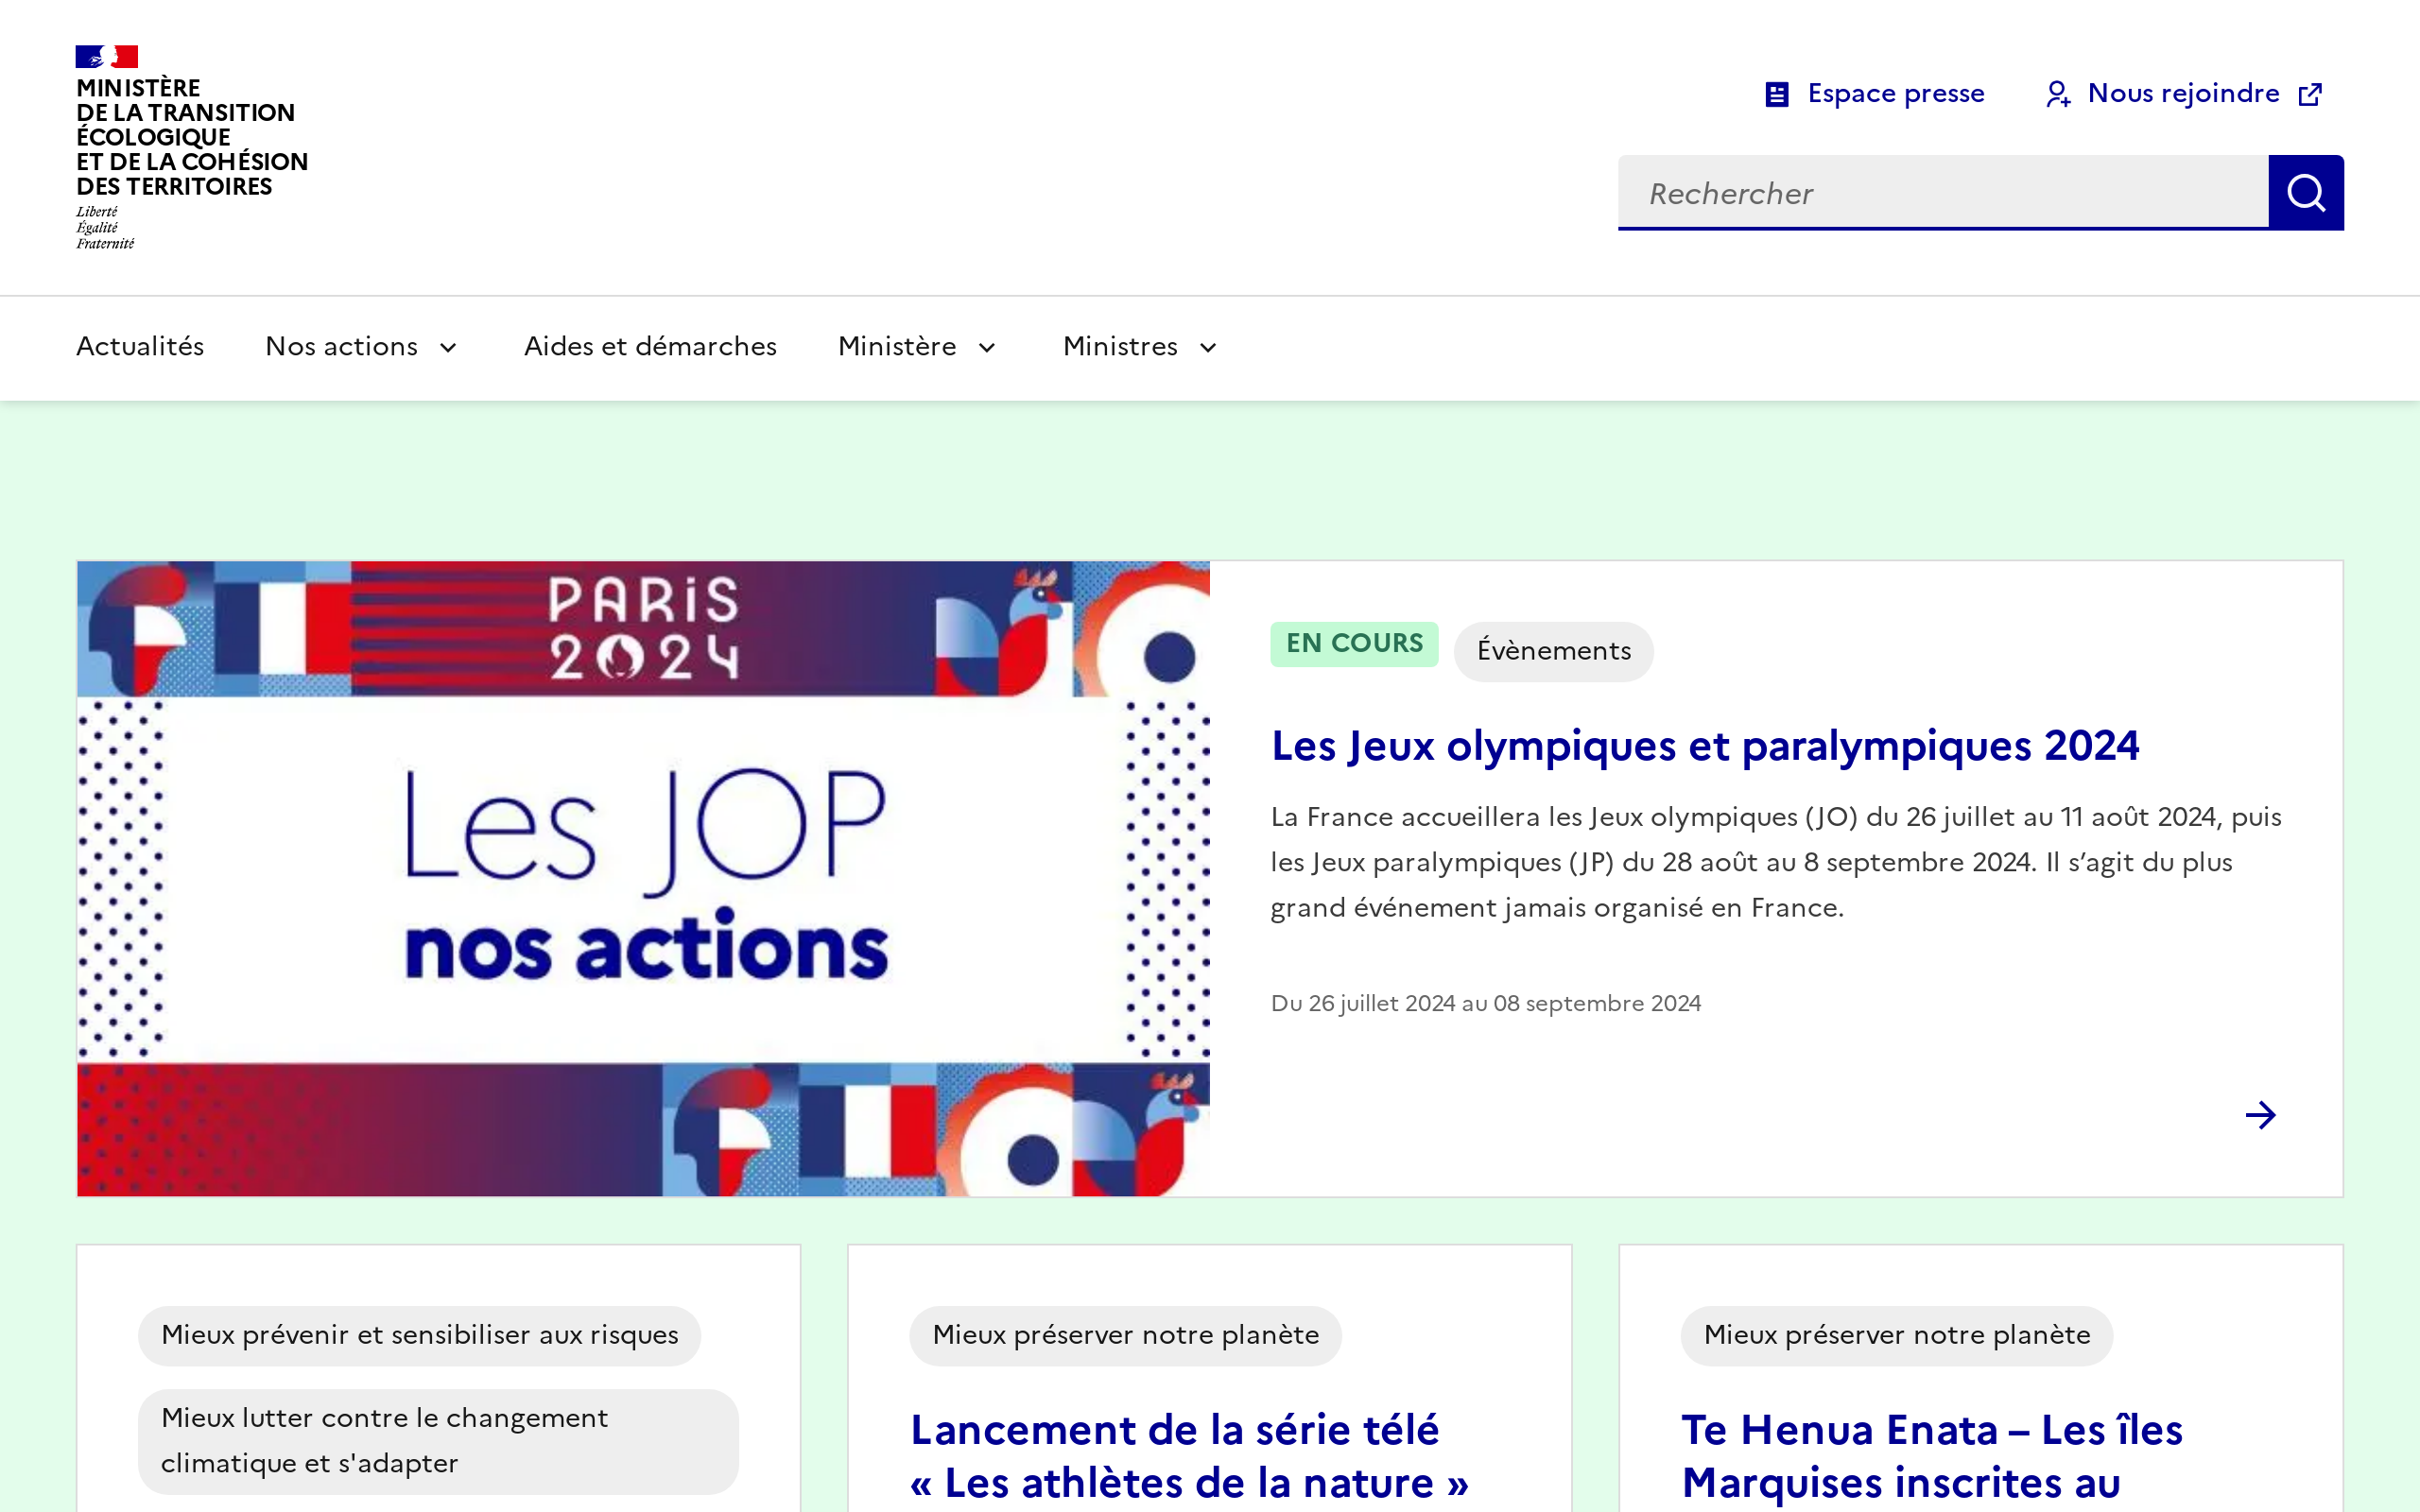 MINISTÈRE
DE LA TRANSITION
ÉCOLOGIQUE
ET DE LA COHÉSION
DES TERRITOIRES
Liberté
Égalité
Fraternité
Espace presse
Nous rejoindre
Rechercher
Actualités
Nos actions
Aides et démarches
Ministère
Ministres
PARIS
2024
Les JOP
nos actions
EN COURS
Évènements
Les Jeux olympiques et paralympiques 2024
La France accueillera les Jeux olympiques (JO) du 26 juillet au 11 août 2024, puis
les Jeux paralympiques (JP) du 28 août au 8 septembre 2024. Il s’agit du plus
grand événement jamais organisé en France.
Du 26 juillet 2024 au 08 septembre 2024
Mieux prévenir et sensibiliser aux risques
Mieux lutter contre le changement
climatique et s'adapter
Mieux préserver notre planète
Lancement de la série télé
« Les athlètes de la nature »
Mieux préserver notre planète
Te Henua Enata – Les îles
Marquises inscrites au